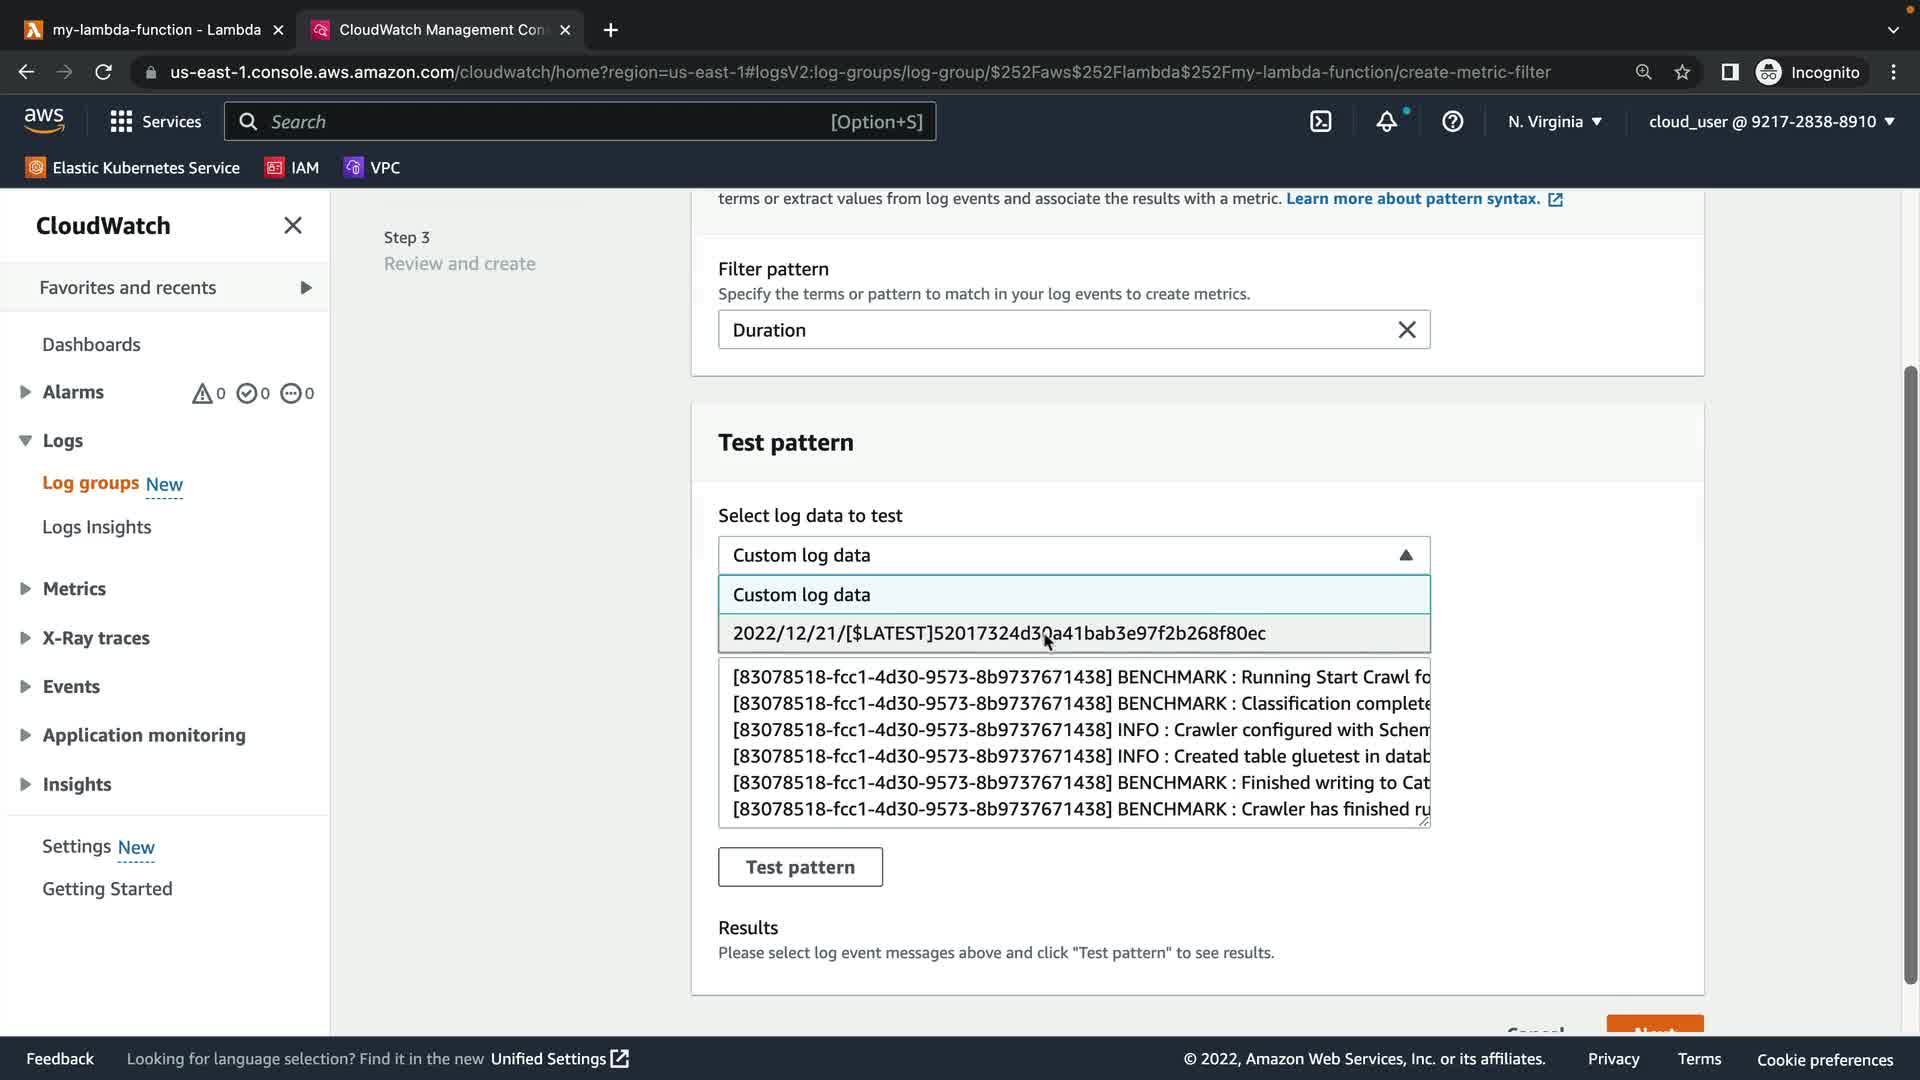 my-lambda-function - Lambda
CloudWatch Management Con
us-east-1.console.aws.amazon.com/cloudwatch/home?region=us-east-1#logsV2:log-groups/log-group/$252Faws$252Flambda$252Fmy-lambda-function/create-metric-filter
Incognito
aws
Services
Search
[Option+S]
N. Virginia
cloud_user @ 9217-2838-8910
Elastic Kubernetes Service
IAM
VPC
CloudWatch
Favorites and recents
Dashboards
Alarms
0
0
0
Logs
Log groups New
Logs Insights
Metrics
X-Ray traces
Events
Application monitoring
Insights
Settings New
Getting Started
Step 3
Review and create
terms or extract values from log events and associate the results with a metric. Learn more about pattern syntax.
Filter pattern
Specify the terms or pattern to match in your log events to create metrics.
Duration
Test pattern
Select log data to test
Custom log data
Custom log data
2022/12/21/[$LATEST]52017324d30a41bab3e97f2b268f80ec
[83078518-fcc1-4d30-9573-8b9737671438] BENCHMARK : Running Start Crawl fo
[83078518-fcc1-4d30-9573-8b9737671438] BENCHMARK : Classification complete
[83078518-fcc1-4d30-9573-8b9737671438] INFO : Crawler configured with Schem
[83078518-fcc1-4d30-9573-8b9737671438] INFO : Created table gluetest in datab
[83078518-fcc1-4d30-9573-8b9737671438] BENCHMARK : Finished writing to Cat
[83078518-fcc1-4d30-9573-8b9737671438] BENCHMARK : Crawler has finished ru
Test pattern
Results
Please select log event messages above and click "Test pattern" to see results.
Cancel
Next
Feedback
Looking for language selection? Find it in the new Unified Settings
© 2022, Amazon Web Services, Inc. or its affiliates.
Privacy
Terms
Cookie preferences